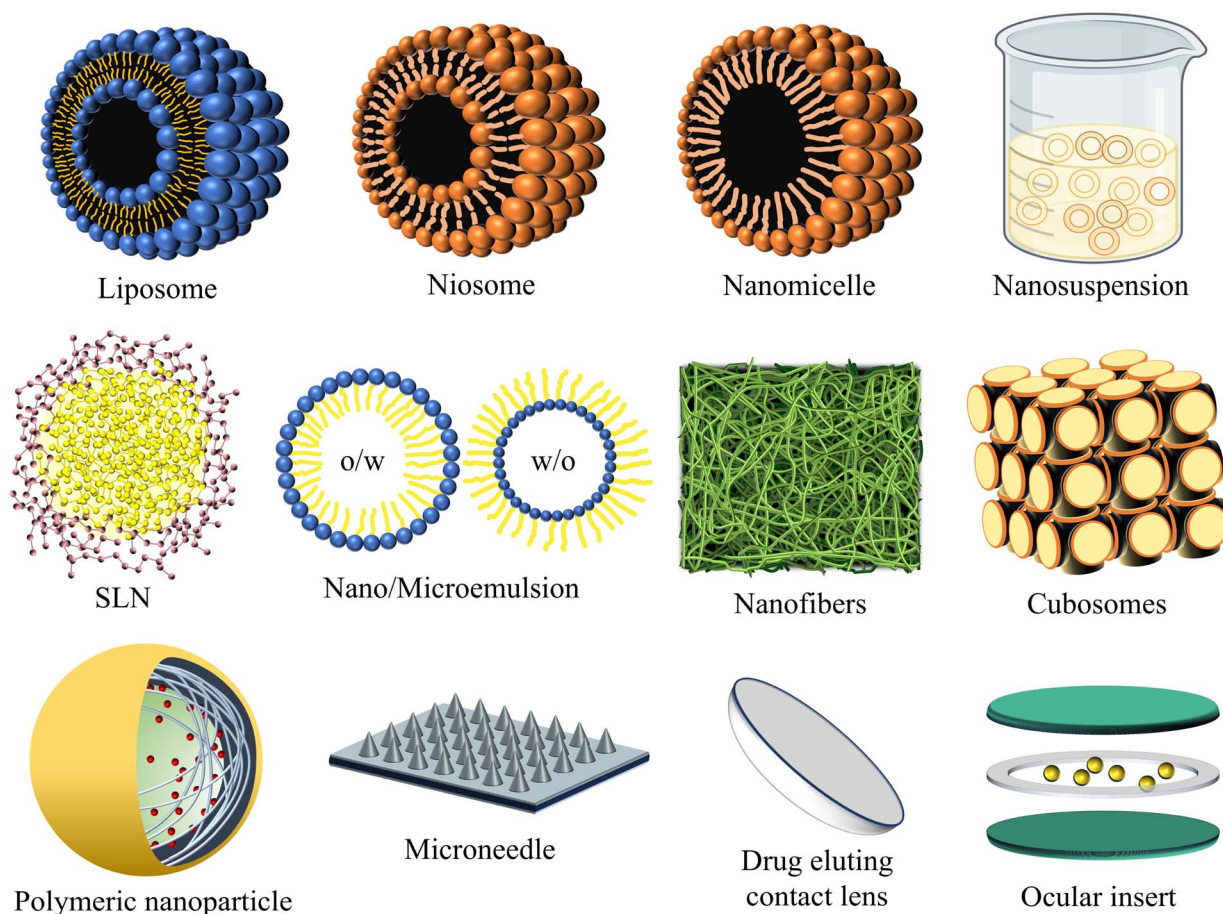 Liposome
Niosome
Nanomicelle
Nanosuspension
o/w
w/o
SLN
Nano/Microemulsion
Nanofibers
Cubosomes
Polymeric nanoparticle
Microneedle
Drug eluting
contact lens
Ocular insert